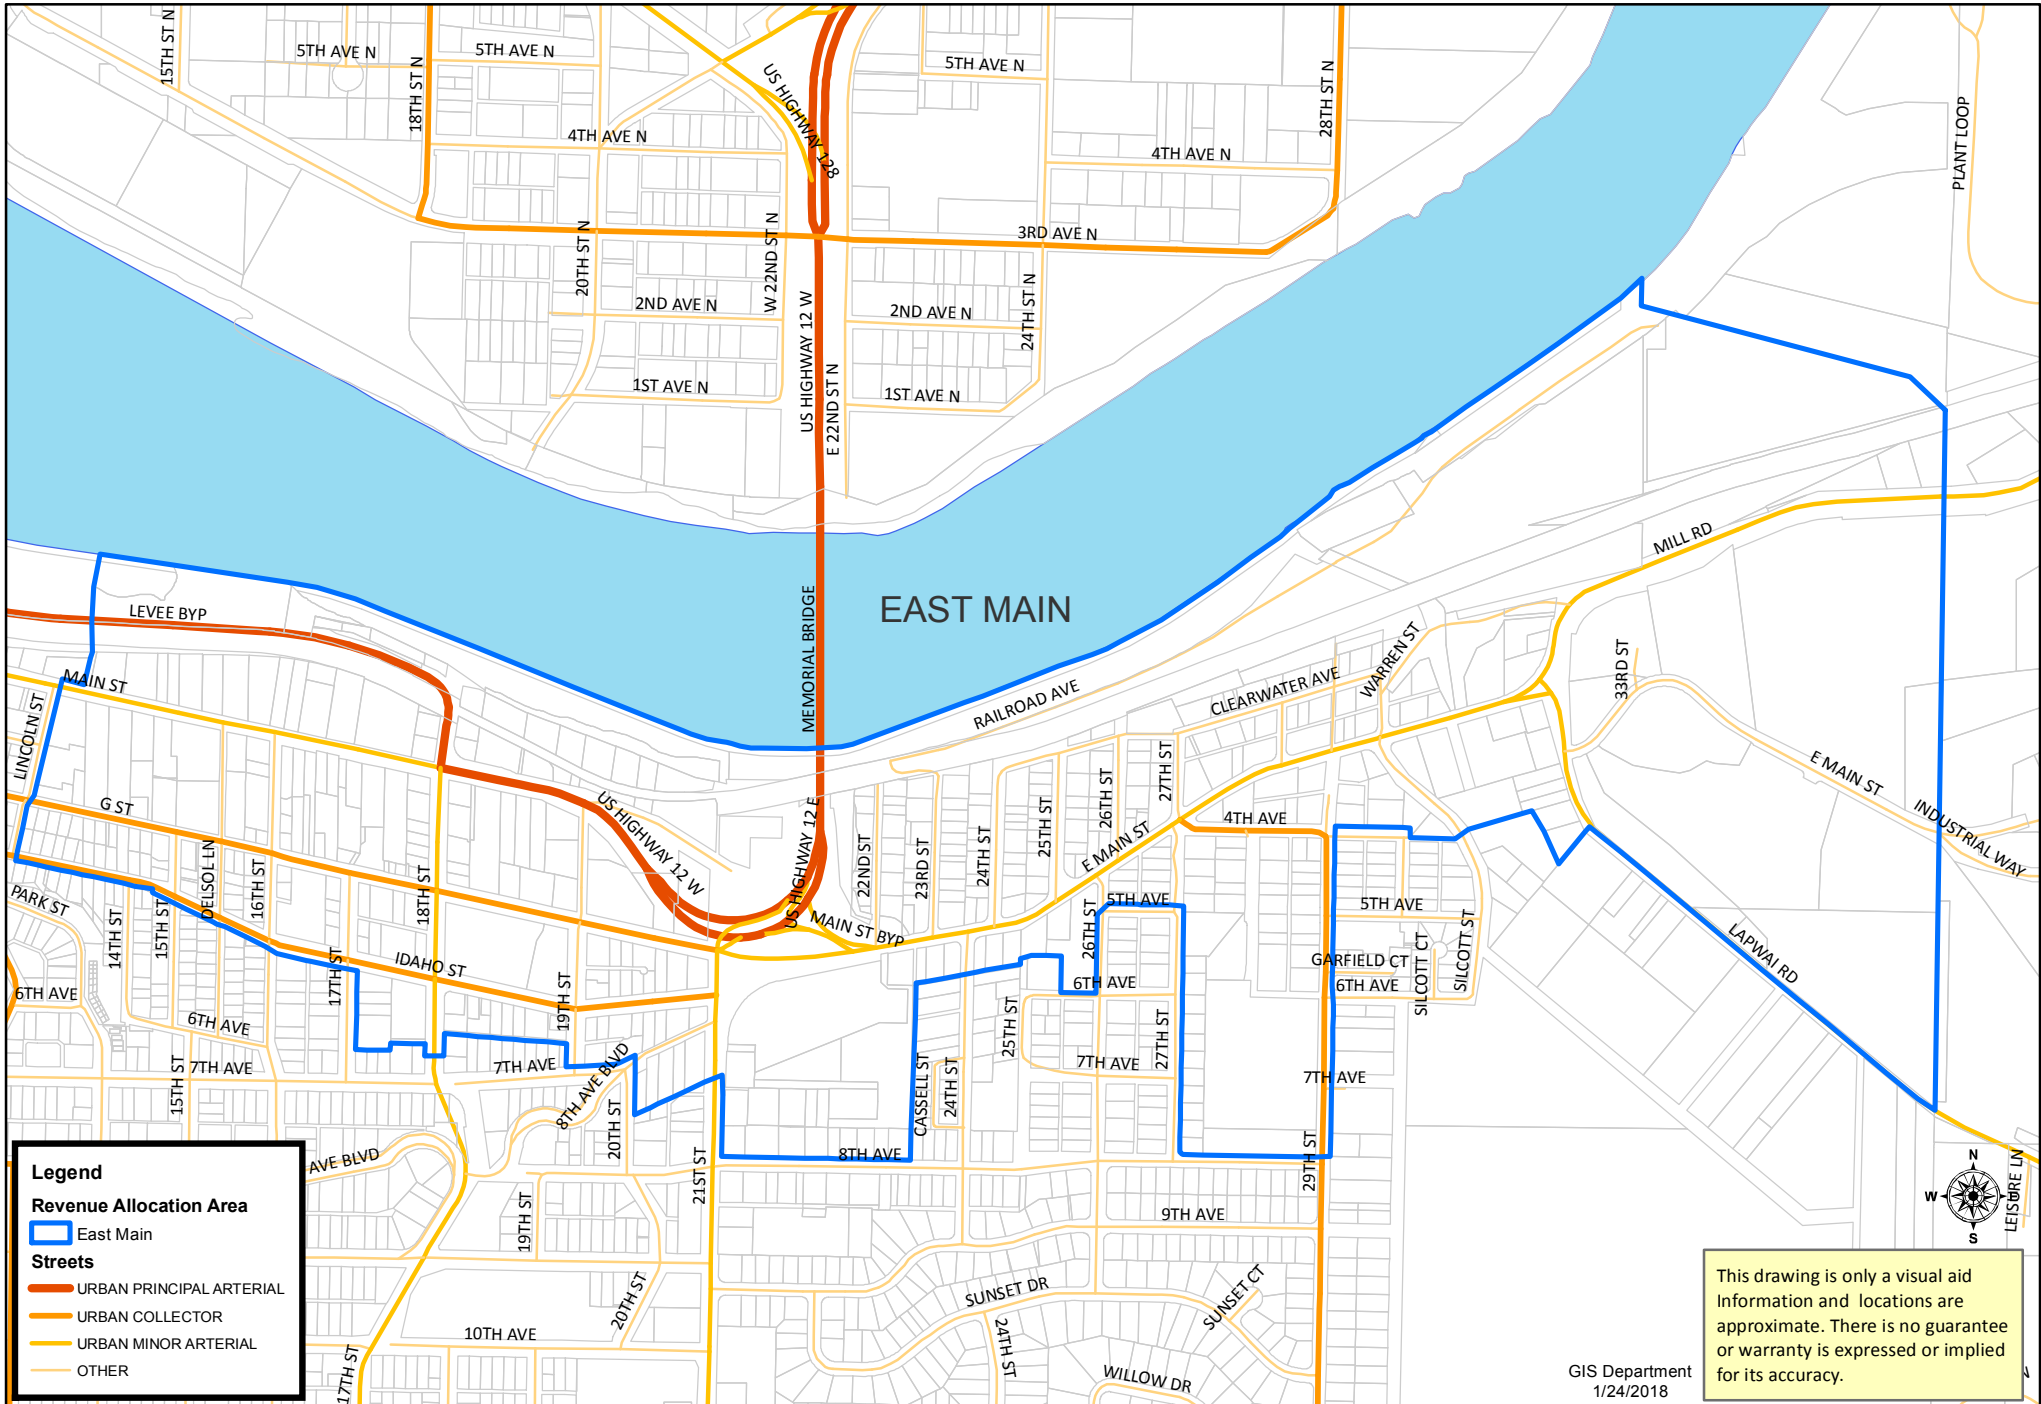 15TH ST N
5TH AVE N
18TH ST N
5TH AVE N
US HIGHWAY 128
5TH AVE N
28TH ST N
PLANT LOOP
4TH AVE N
4TH AVE N
20TH ST N
W 22ND ST N
3RD AVE N
2ND AVE N
US HIGHWAY 12 W
2ND AVE N
24TH ST N
1ST AVE N
E 22ND ST N
1ST AVE N
MILL RD
LEVEE BYP
MEMORIAL BRIDGE
EAST MAIN
MAIN ST
LINCOLN ST
RAILROAD AVE
CLEARWATER AVE
WARREN ST
33RD ST
E MAIN ST
INDUSTRIAL WAY
G ST
US HIGHWAY 12 W
US HIGHWAY 12 E
22ND ST
23RD ST
24TH ST
25TH ST
26TH ST
27TH ST
E MAIN ST
4TH AVE
PARK ST
14TH ST
15TH ST
DELSOL LN
16TH ST
17TH ST
18TH ST
IDAHO ST
19TH ST
MAIN ST BYP
26TH ST
5TH AVE
5TH AVE
GARFIELD CT
SILCOTT CT
SILCOTT ST
LAPWAI RD
6TH AVE
6TH AVE
6TH AVE
6TH AVE
15TH ST
7TH AVE
7TH AVE
8TH AVE BLVD
20TH ST
CASSELL ST
24TH ST
25TH ST
7TH AVE
27TH ST
7TH AVE
29TH ST
AVE BLVD
19TH ST
21ST ST
8TH AVE
9TH AVE
LEISURE LN
20TH ST
10TH AVE
17TH ST
SUNSET DR
24TH ST
SUNSET CT
WILLOW DR
N
W
S
Legend
Revenue Allocation Area
East Main
Streets
URBAN PRINCIPAL ARTERIAL
URBAN COLLECTOR
URBAN MINOR ARTERIAL
OTHER
GIS Department
1/24/2018
This drawing is only a visual aid
Information and locations are
approximate. There is no guarantee
or warranty is expressed or implied
for its accuracy.